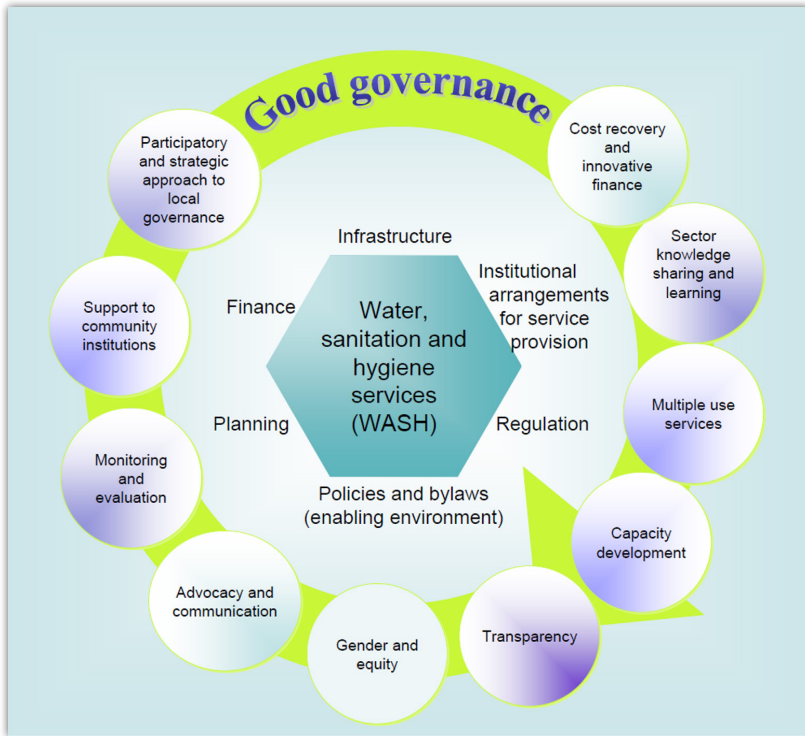 Good governance
Participatory
and strategic
approach to
local
governance
Cost recovery
and
innovative
finance
Sector
knowledge
sharing and
learning
Multiple use
services
Capacity
development
Transparency
Gender and
equity
Advocacy and
communication
Monitoring
and
evaluation
Support to
community
institutions
Infrastructure
Institutional
arrangements
for service
provision
Regulation
Policies and bylaws
(enabling environment)
Planning
Finance
Water,
sanitation and
hygiene
services
(WASH)